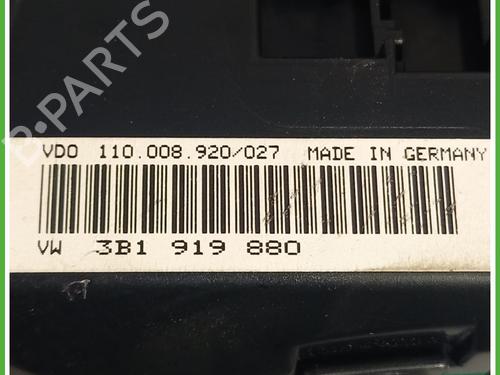 B-PARTS
VDO 110.008.920/027 MADE IN GERMANY
VW 3B1 919 880